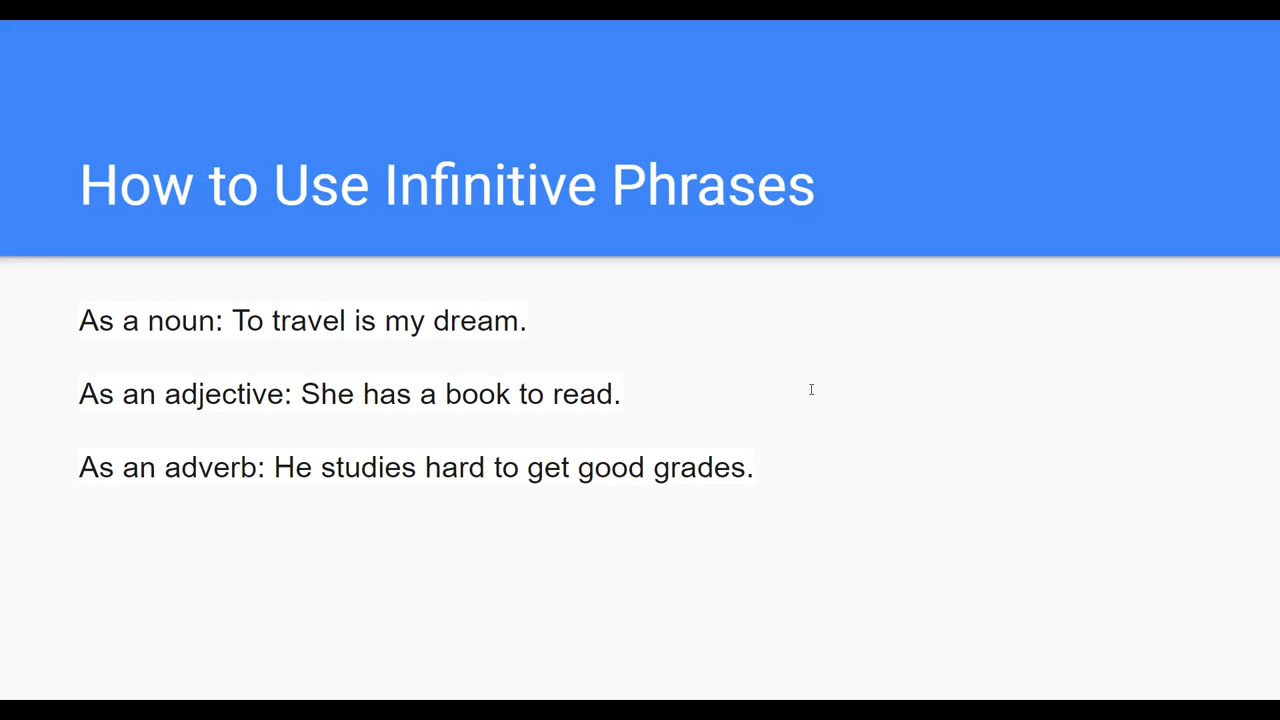 How to Use Infinitive Phrases
As a noun: To travel is my dream.
As an adjective: She has a book to read.
As an adverb: He studies hard to get good grades.